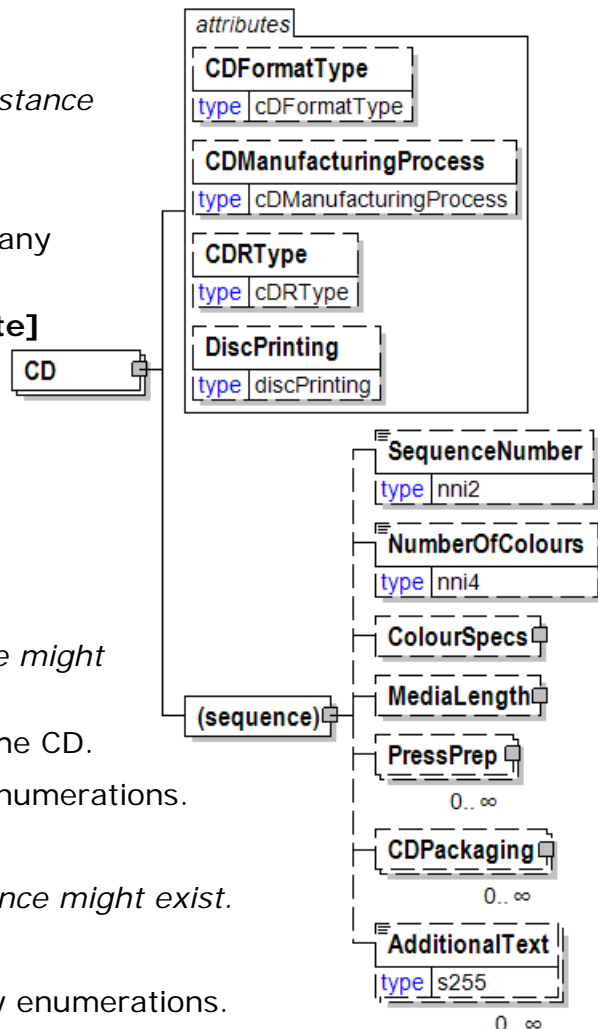 attributes
CDFormatType
type cDFormatType
stance
CDManufacturingProcess
type cDManufacturingProcess
any
CDRType
type cDRType
te]
DiscPrinting
type discPrinting
CD
SequenceNumber
type nni2
NumberOfColours
type nni4
ColourSpecs
e might
MediaLength
(sequence)
ne CD.
PressPrep
0.. ∞
numerations.
CDPackaging
0.. ∞
nce might exist.
AdditionalText
type s255
0.. ∞
y enumerations.